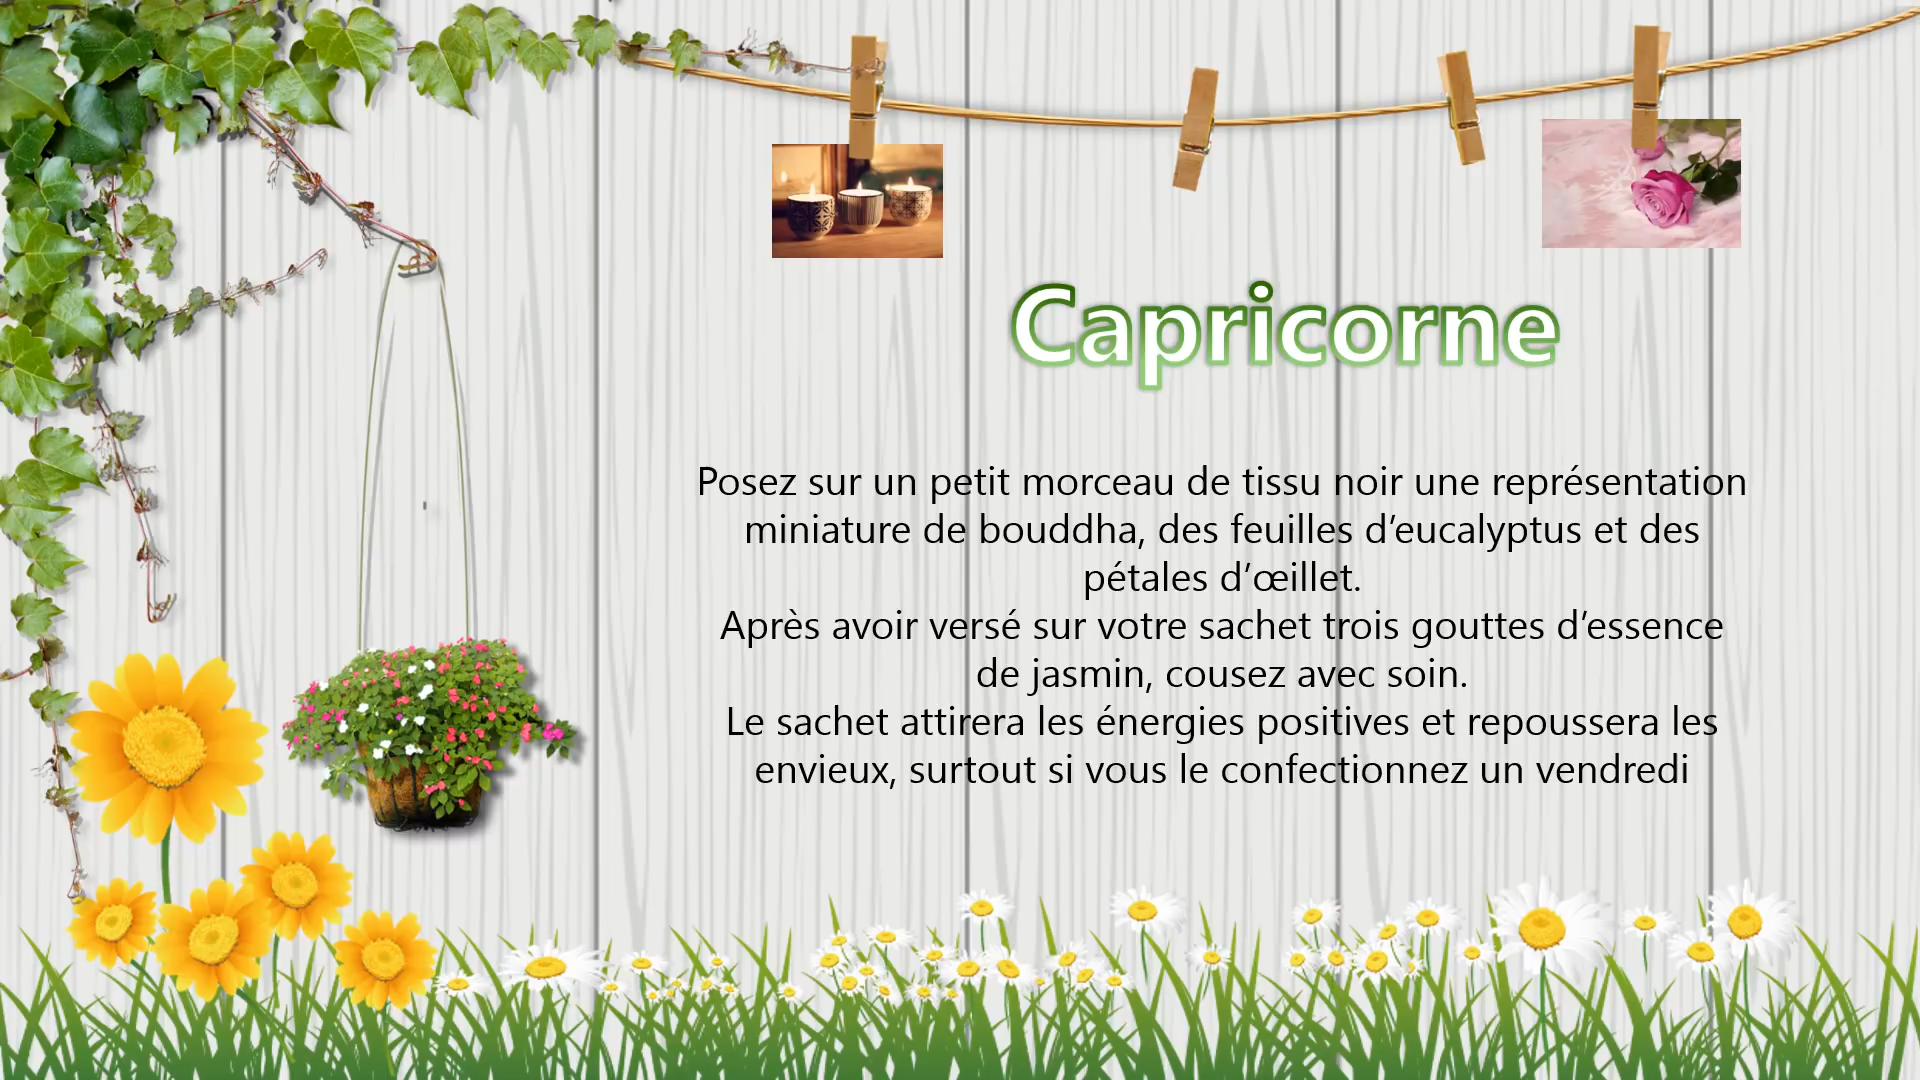 Capricorne
Posez sur un petit morceau de tissu noir une représentation
miniature de bouddha, des feuilles d’eucalyptus et des
pétales d’œillet.
Après avoir versé sur votre sachet trois gouttes d’essence
de jasmin, cousez avec soin.
Le sachet attirera les énergies positives et repoussera les
envieux, surtout si vous le confectionnez un vendredi